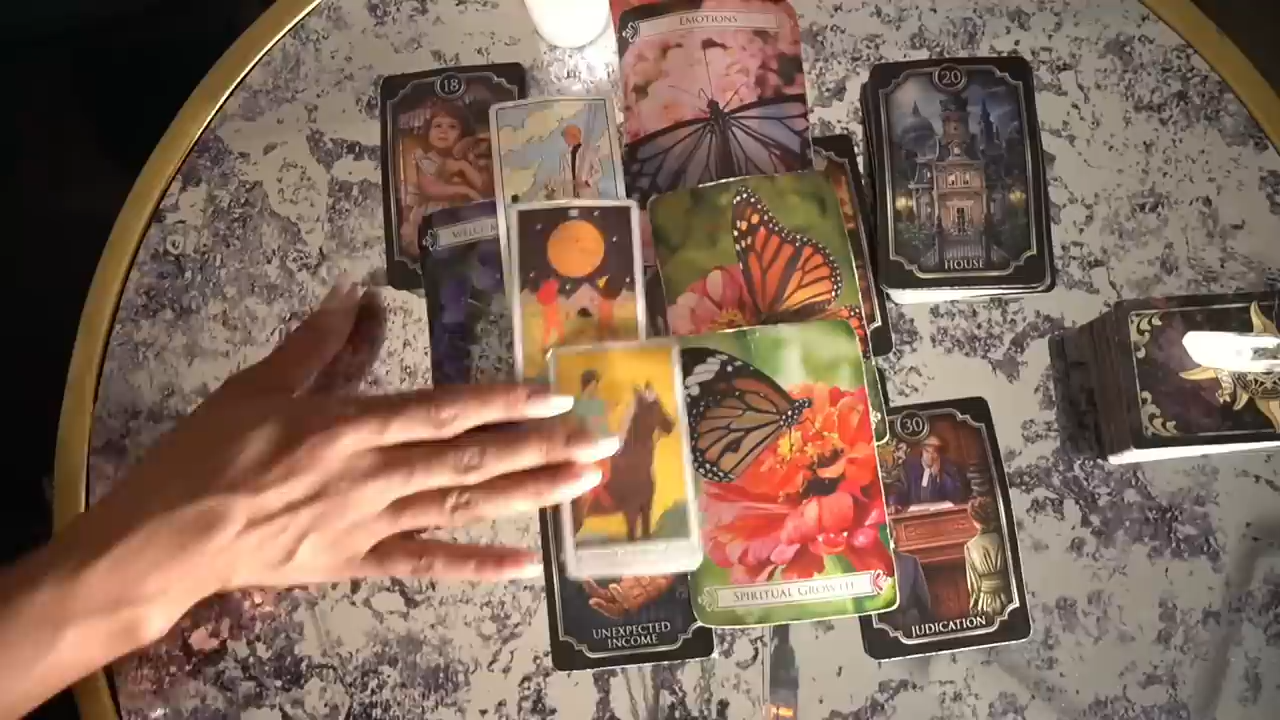 EMOTIONS
18
20
HOUSE
30
SPIRITUAL GROWTH
UNEXPECTED
INCOME
JUDICATION